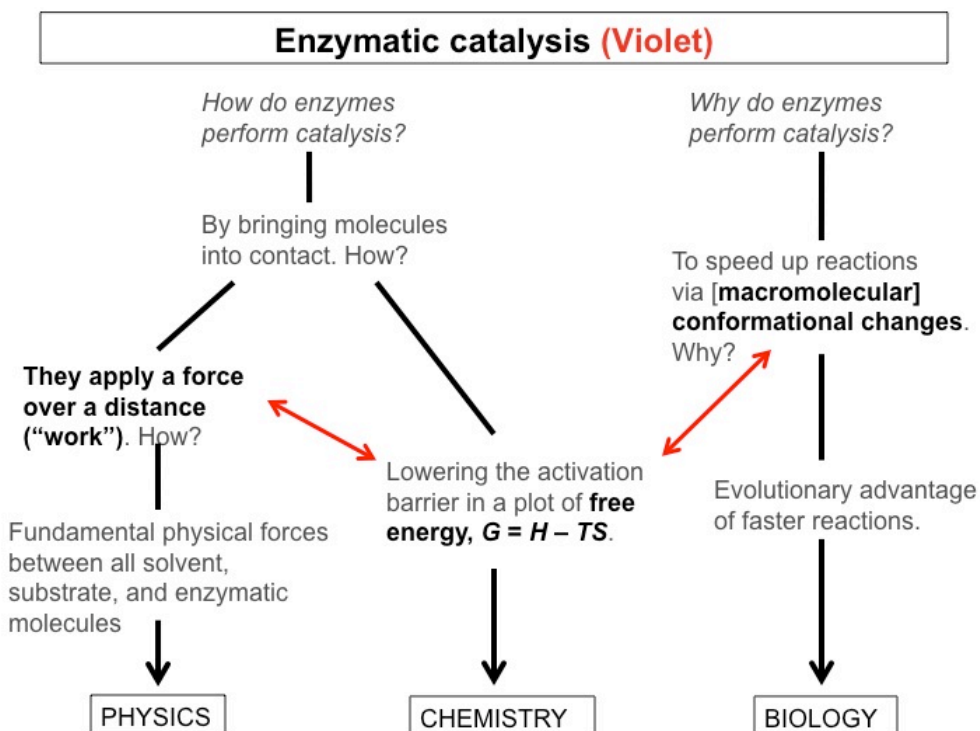 Enzymatic catalysis (Violet)
How do enzymes
perform catalysis?
Why do enzymes
perform catalysis?
By bringing molecules
into contact. How?
To speed up reactions
via [macromolecular]
conformational changes.
Why?
They apply a force
over a distance
(“work”). How?
Lowering the activation
barrier in a plot of free
energy, G = H – TS.
Evolutionary advantage
of faster reactions.
Fundamental physical forces
between all solvent,
substrate, and enzymatic
molecules
PHYSICS
CHEMISTRY
BIOLOGY